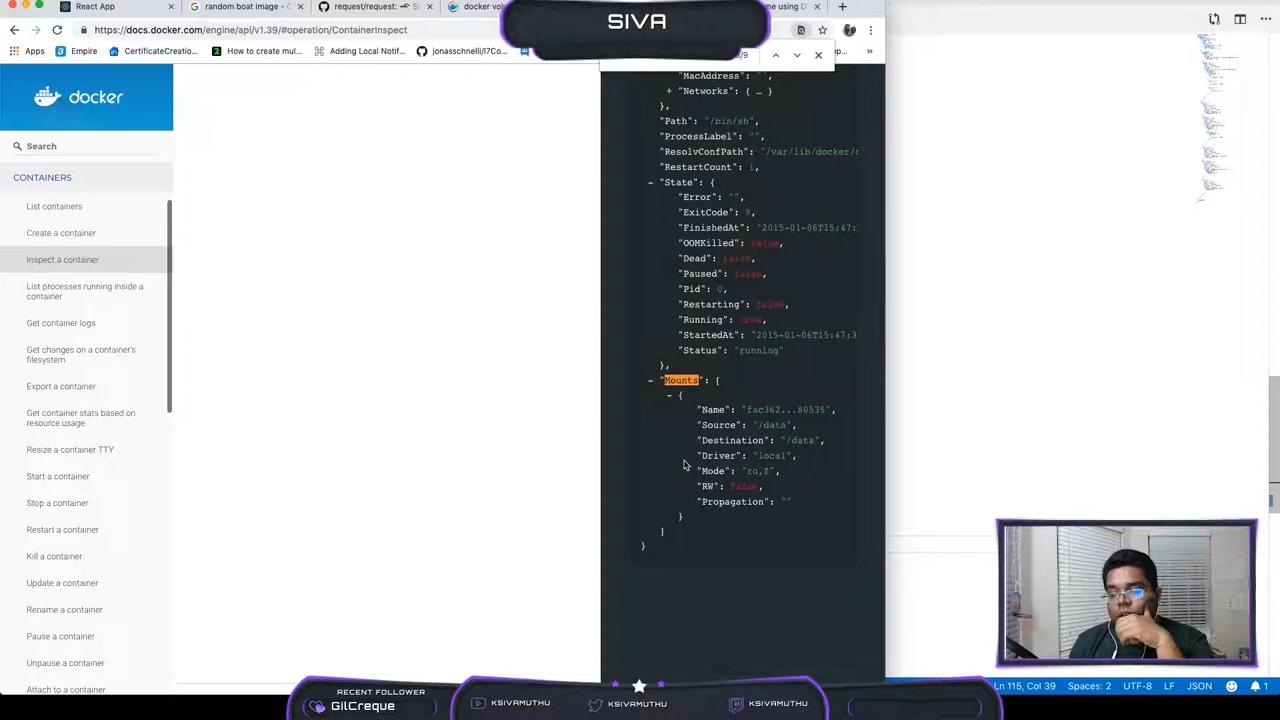 React App
random boat image - G
request/request:
docker vol
me using D
SIVA
https://docs.docker.com/engine/api/v1.39/#operation/ContainerInspect
/9
Apps
Empire
CertificateCreation...
How to create mul...
Adding Local Notif...
jonasschnelli/I7Co...
»
docker
Search
CONTAINERS
List containers
Create a container
Inspect a container
List processes running inside a
container
Get container logs
Get changes on a container's
filesystem
Export a container
Get container stats based on
resource usage
Resize a container TTY
Start a container
Stop a container
Restart a container
Kill a container
Update a container
Rename a container
Pause a container
Unpause a container
Attach to a container
"MacAddress": "",
+ "Networks": { … }
},
"Path": "/bin/sh",
"ProcessLabel": "",
"ResolvConfPath": "/var/lib/docker/c
"RestartCount": 1,
- "State": {
"Error": "",
"ExitCode": 9,
"FinishedAt": "2015-01-06T15:47:
"OOMKilled": false,
"Dead": false,
"Paused": false,
"Pid": 0,
"Restarting": false,
"Running": true,
"StartedAt": "2015-01-06T15:47:3
"Status": "running"
},
- "Mounts": [
- {
"Name": "fac362...80535",
"Source": "/data",
"Destination": "/data",
"Driver": "local",
"Mode": "ro,Z",
"RW": false,
"Propagation": ""
}
]
}
Ln 115, Col 39
Spaces: 2
UTF-8
LF
JSON
1
RECENT FOLLOWER
GilCreque
KSIVAMUTHU
KSIVAMUTHU
KSIVAMUTHU